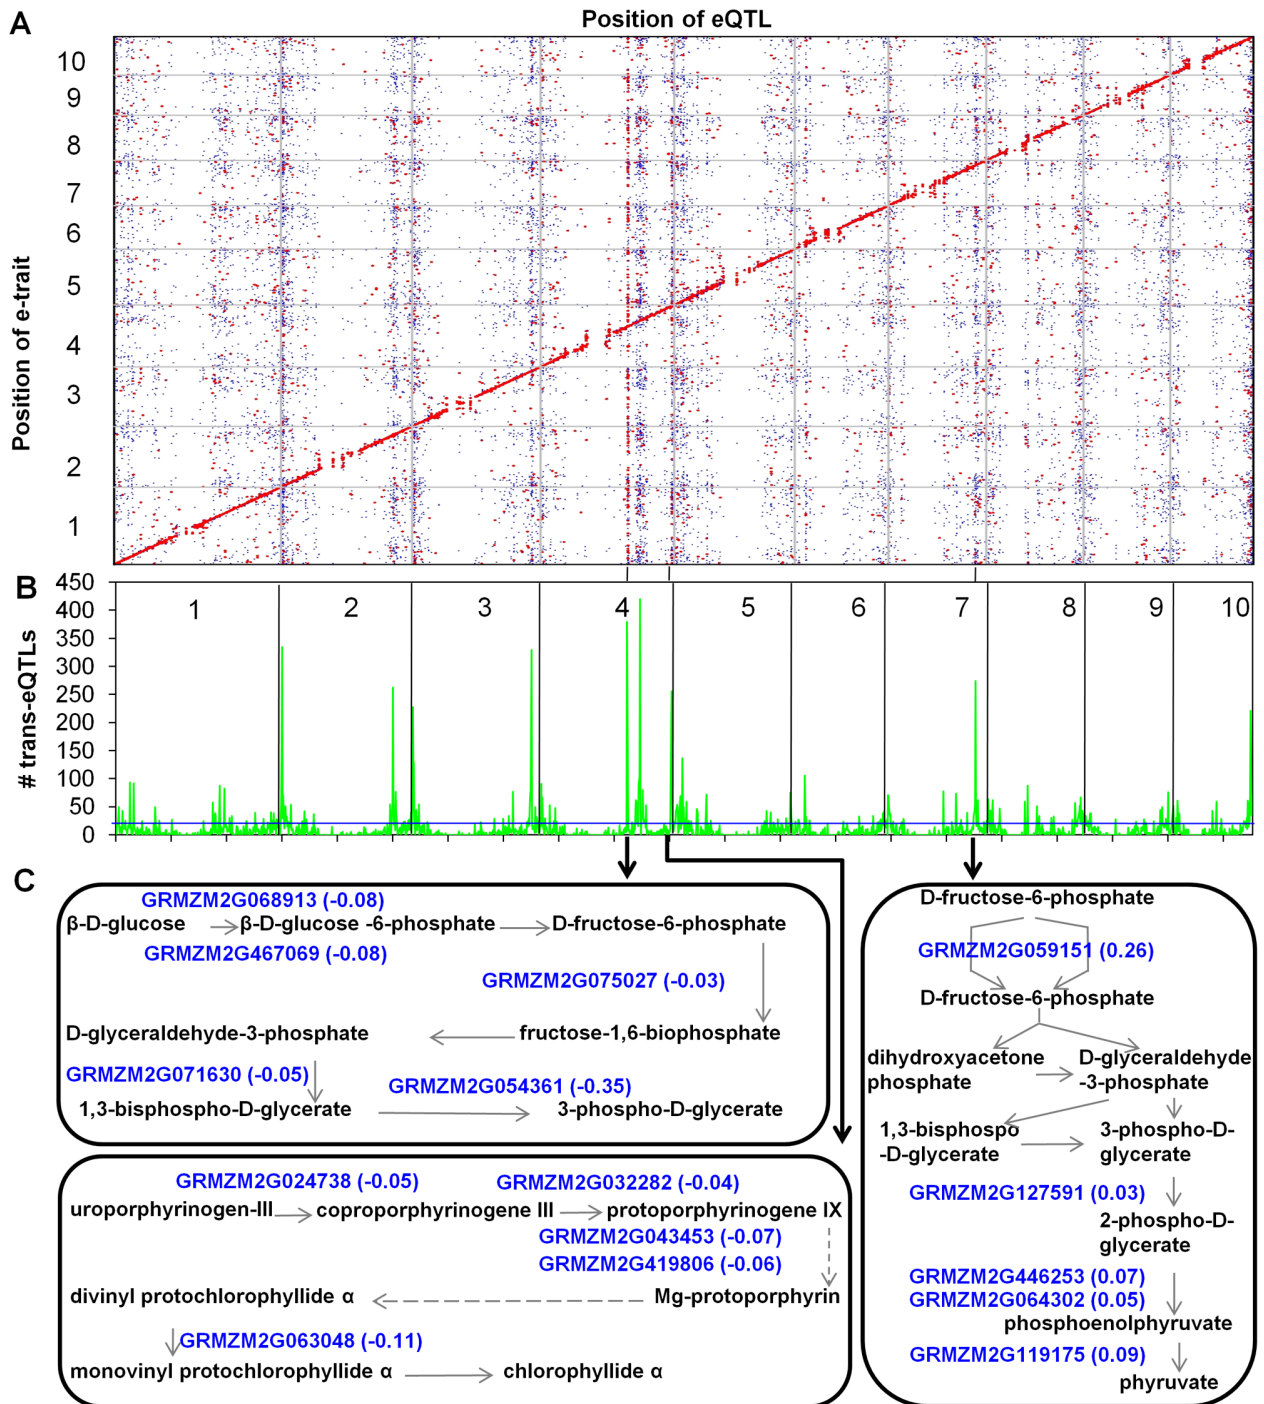 A
Position of eQTL
Position of e-trait
10
9
8
7
6
5
4
3
2
1
B
# trans-eQTLs
450
400
350
300
250
200
150
100
50
0
1 2 3 4 5 6 7 8 9 10
C
GRMZM2G068913 (-0.08)
β-D-glucose β-D-glucose -6-phosphate D-fructose-6-phosphate
GRMZM2G467069 (-0.08)
GRMZM2G075027 (-0.03)
D-glyceraldehyde-3-phosphate fructose-1,6-biophosphate
GRMZM2G071630 (-0.05)
GRMZM2G054361 (-0.35)
1,3-bisphospho-D-glycerate 3-phospho-D-glycerate
GRMZM2G024738 (-0.05) GRMZM2G032282 (-0.04)
uroporphyrinogen-III coproporphyrinogene III protoporphyrinogene IX
GRMZM2G043453 (-0.07)
GRMZM2G419806 (-0.06)
divinyl protochlorophyllide α Mg-protoporphyrin
GRMZM2G063048 (-0.11)
monovinyl protochlorophyllide α chlorophyllide α
D-fructose-6-phosphate
GRMZM2G059151 (0.26)
D-fructose-6-phosphate
dihydroxyacetone
phosphate
D-glyceraldehyde
-3-phosphate
1,3-bisphospo
-D-glycerate
3-phospho-D-
glycerate
GRMZM2G127591 (0.03)
2-phospho-D-
glycerate
GRMZM2G446253 (0.07)
GRMZM2G064302 (0.05)
phosphoenolphyruvate
GRMZM2G119175 (0.09)
phyruvate